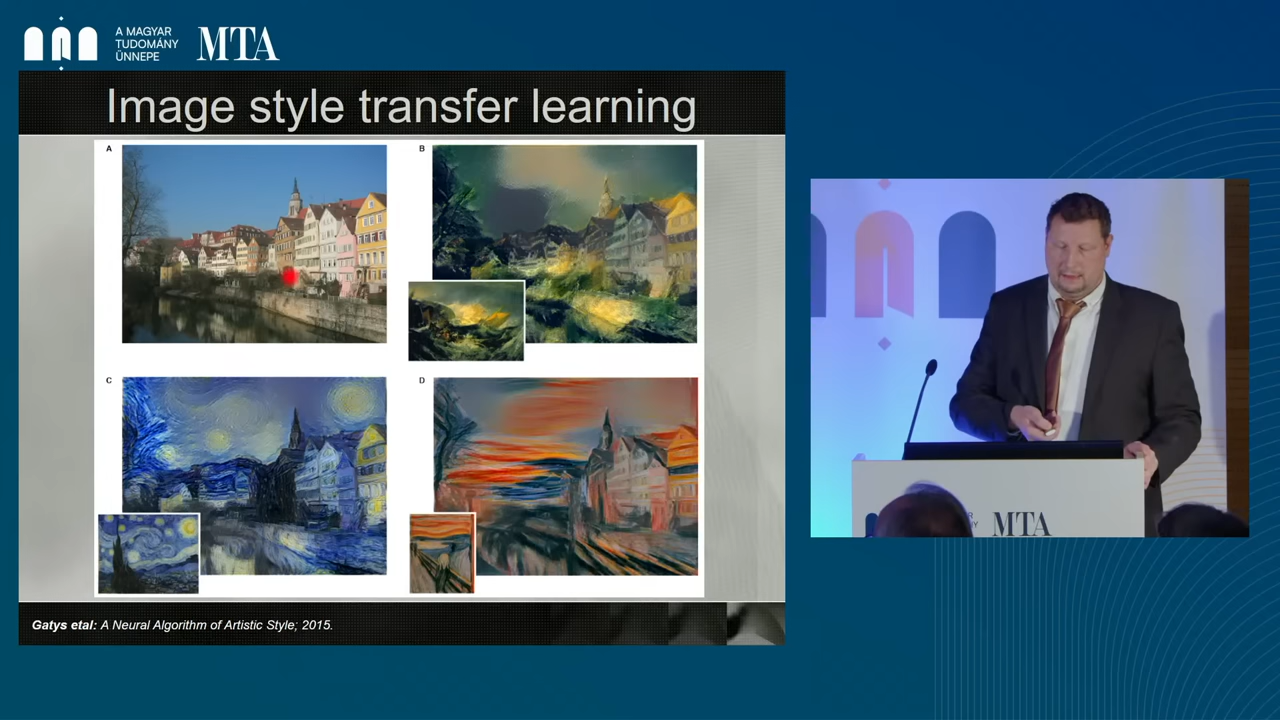 A MAGYAR
TUDOMÁNY
ÜNNEPE
MTA
Image style transfer learning
A
B
C
D
Gatys etal: A Neural Algorithm of Artistic Style; 2015.
MTA